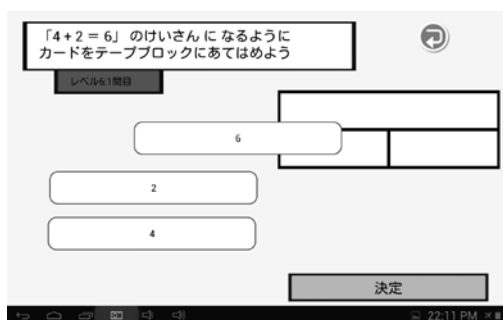 「4+2=6」 のけいさん に なるように
カードをテープブロックにあてはめよう
レベル6:1問目
6
2
4
決定
22:11 PM